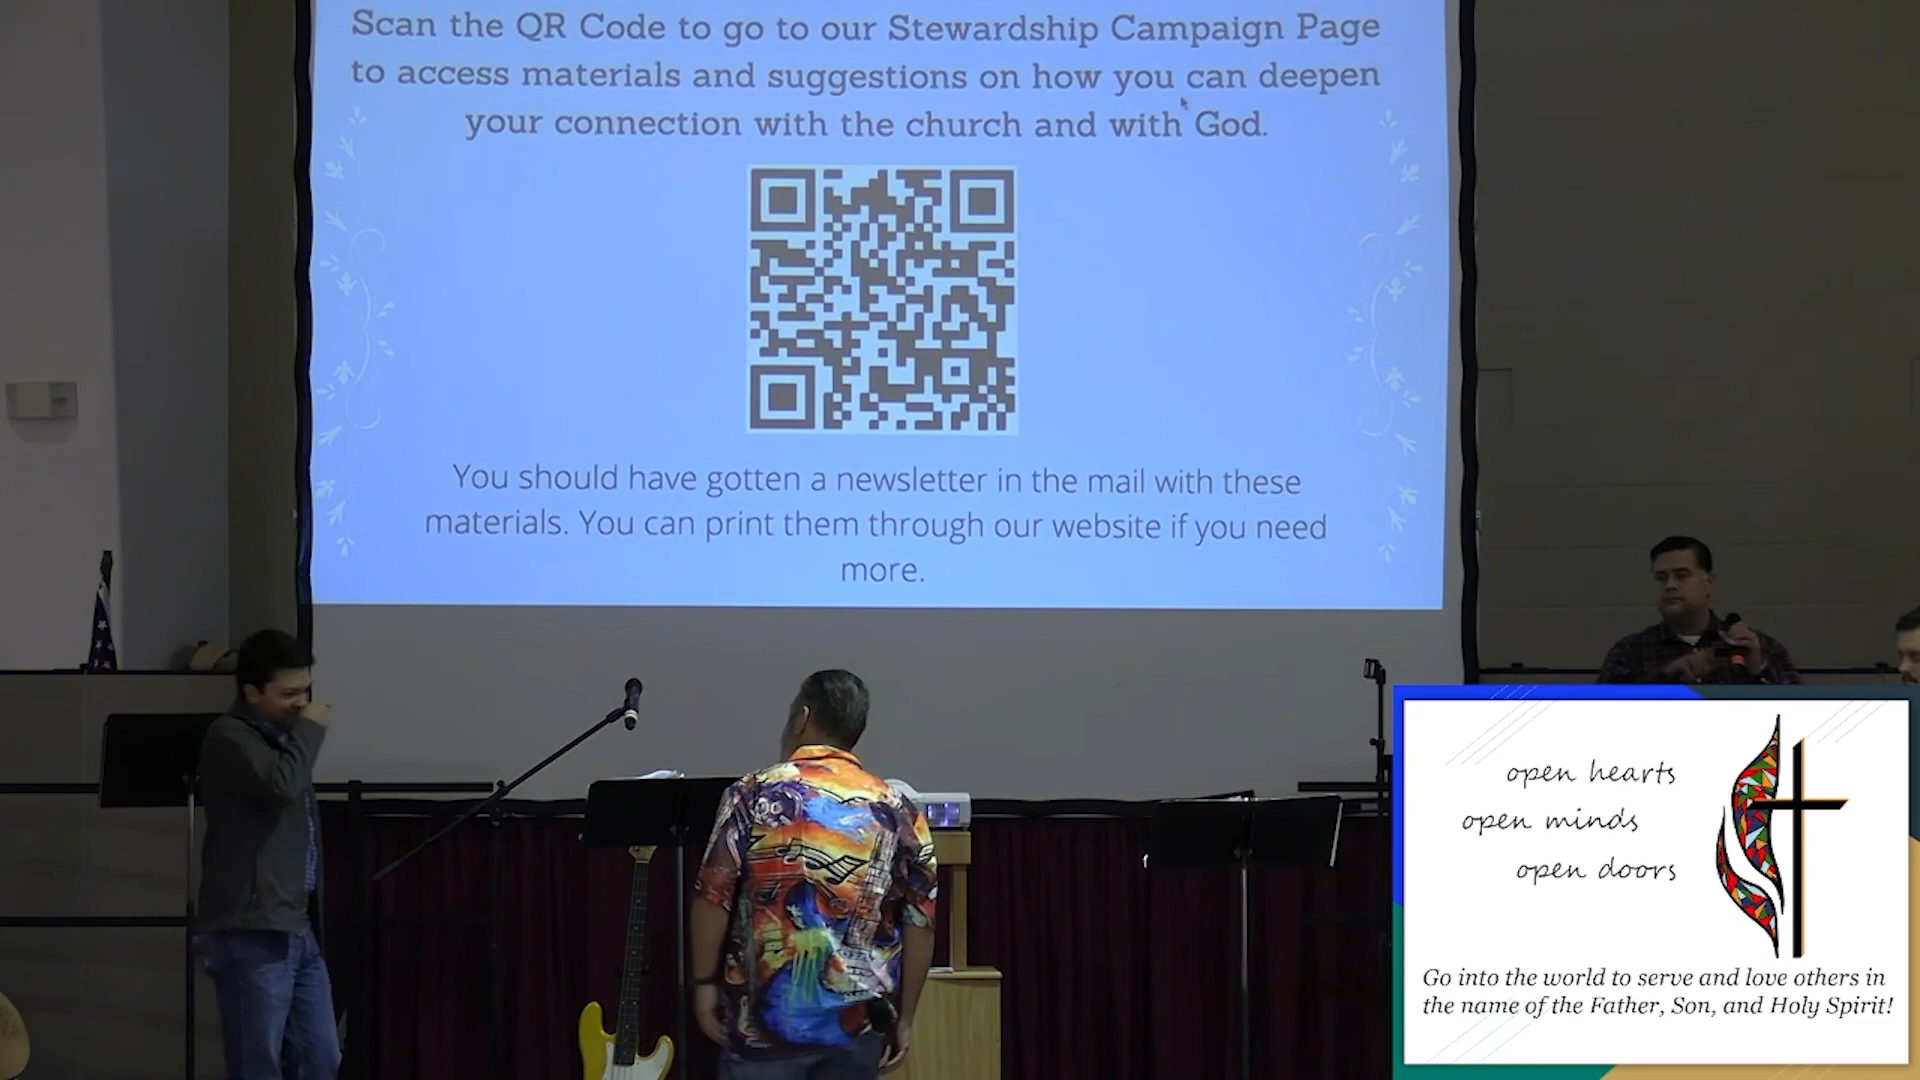 Scan the QR Code to go to our Stewardship Campaign Page
to access materials and suggestions on how you can deepen
your connection with the church and with God.
You should have gotten a newsletter in the mail with these
materials. You can print them through our website if you need
more.
open hearts
open minds
open doors
Go into the world to serve and love others in
the name of the Father, Son, and Holy Spirit!